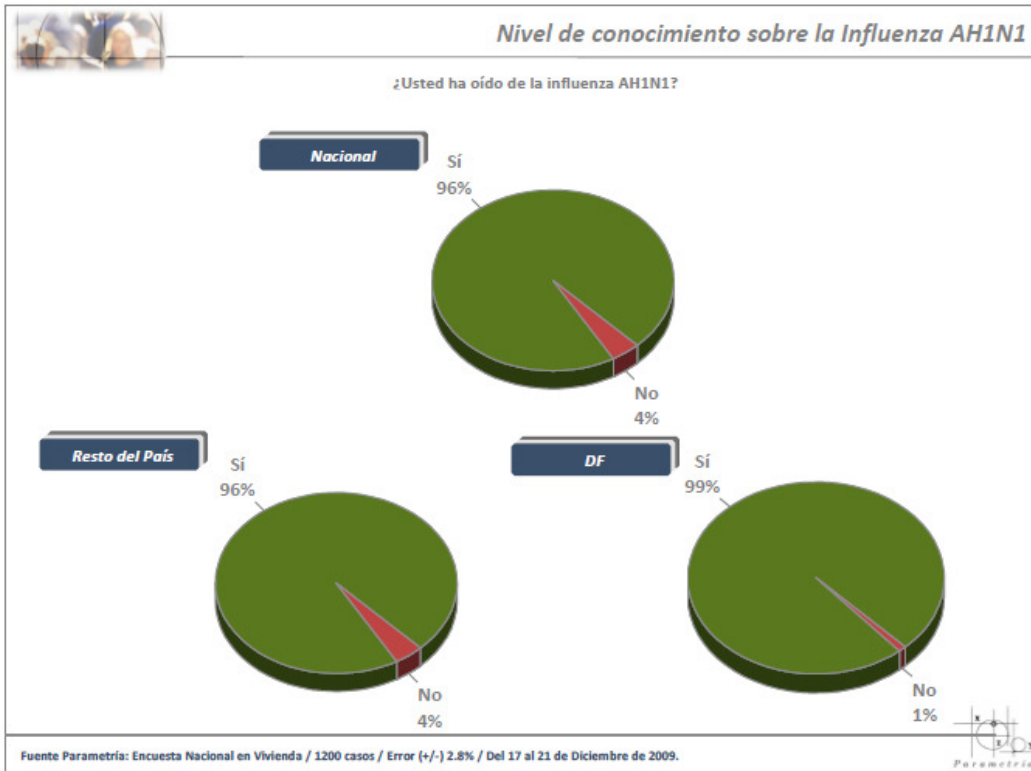 Nivel de conocimiento sobre la Influenza AH1N1
¿Usted ha oído de la influenza AH1N1?
Nacional
Sí
96%
No
4%
Resto del País
Sí
96%
No
4%
DF
Sí
99%
No
1%
Fuente Parametría: Encuesta Nacional en Vivienda / 1200 casos / Error (+/-) 2.8% / Del 17 al 21 de Diciembre de 2009.
x
x
x
Parametría